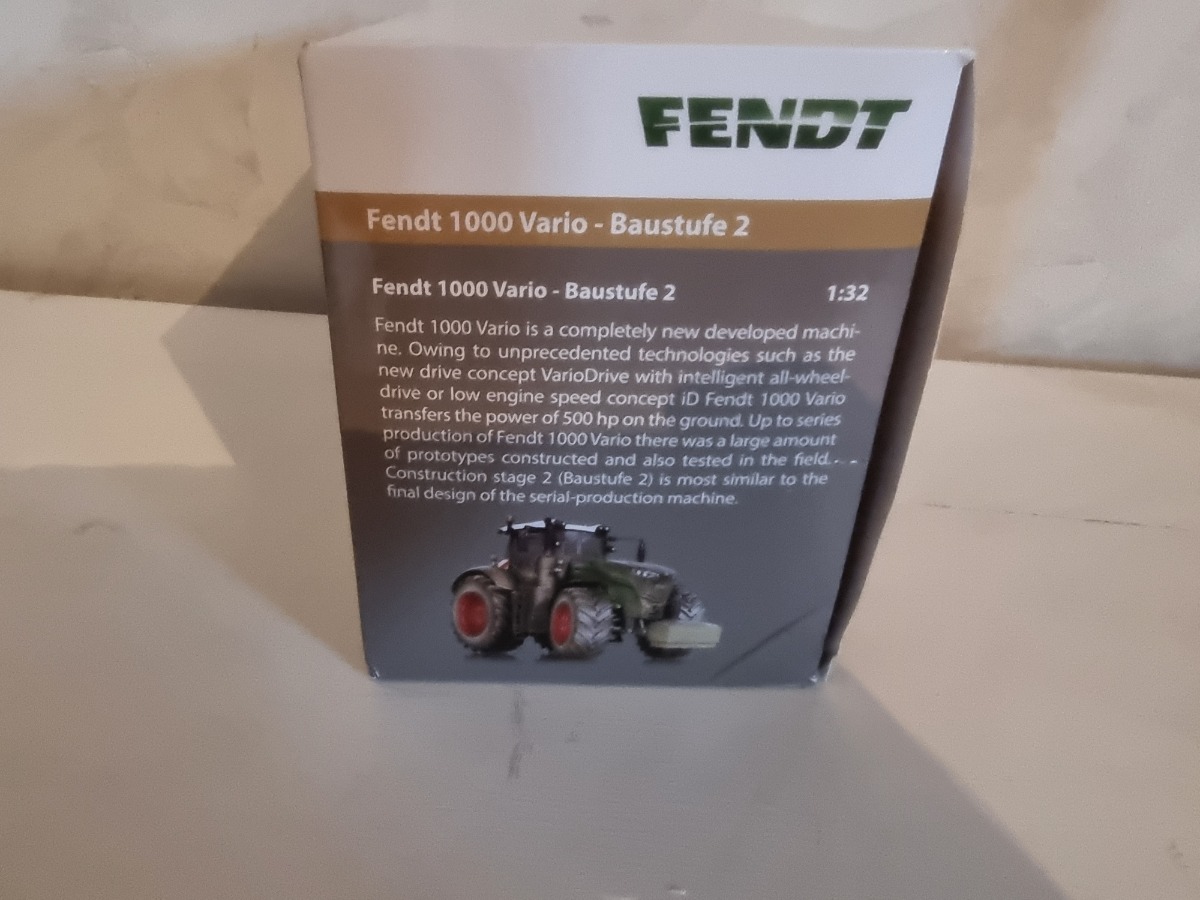 FENDT
Fendt 1000 Vario - Baustufe 2
Fendt 1000 Vario - Baustufe 2 1:32
Fendt 1000 Vario is a completely new developed machi-
ne. Owing to unprecedented technologies such as the
new drive concept VarioDrive with intelligent all-wheel-
drive or low engine speed concept iD Fendt 1000 Vario
transfers the power of 500 hp on the ground. Up to series
production of Fendt 1000 Vario there was a large amount
of prototypes constructed and also tested in the field.
Construction stage 2 (Baustufe 2) is most similar to the
final design of the serial-production machine.